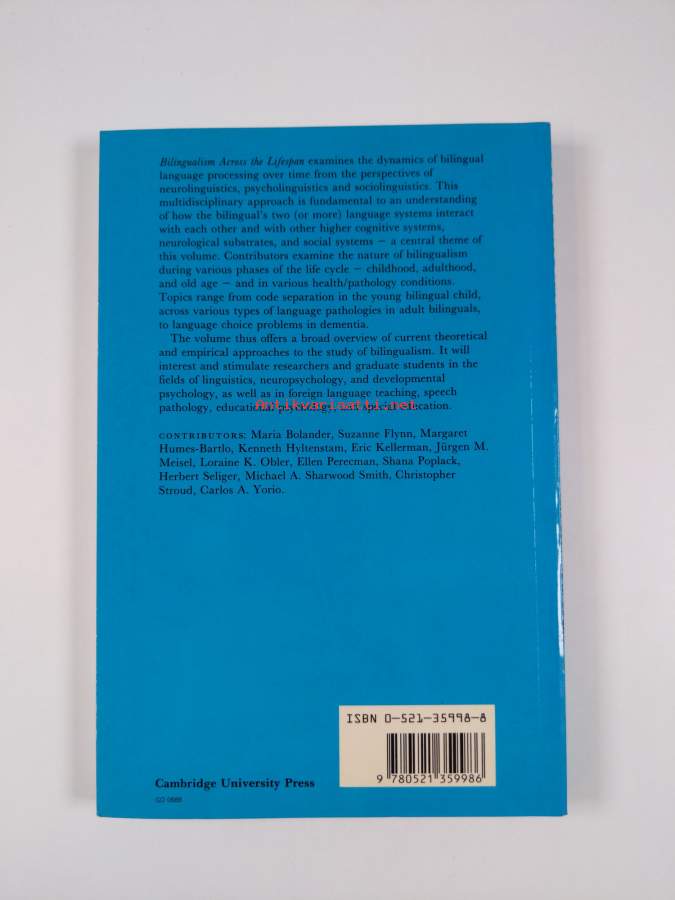 Bilingualism Across the Lifespan examines the dynamics of bilingual
language processing over time from the perspectives of
neurolinguistics, psycholinguistics and sociolinguistics. This
multidisciplinary approach is fundamental to an understanding
of how the bilingual's two (or more) language systems interact
with each other and with other higher cognitive systems,
neurological substrates, and social systems – a central theme of
this volume. Contributors examine the nature of bilingualism
during various phases of the life cycle – childhood, adulthood,
and old age – and in various health/pathology conditions.
Topics range from code separation in the young bilingual child,
across various types of language pathologies in adult bilinguals,
to language choice problems in dementia.
The volume thus offers a broad overview of current theoretical
and empirical approaches to the study of bilingualism. It will
interest and stimulate researchers and graduate students in the
fields of linguistics, neuropsychology, and developmental
psychology, as well as in foreign language teaching, speech
pathology, educational psychology, and special education.
Antikvariaatti.net
CONTRIBUTORS: Maria Bolander, Suzanne Flynn, Margaret
Humes-Bartlo, Kenneth Hyltenstam, Eric Kellerman, Jürgen M.
Meisel, Loraine K. Obler, Ellen Perecman, Shana Poplack,
Herbert Seliger, Michael A. Sharwood Smith, Christopher
Stroud, Carlos A. Yorio.
ISBN 0-521-35998-8
9 780521 359986
Cambridge University Press